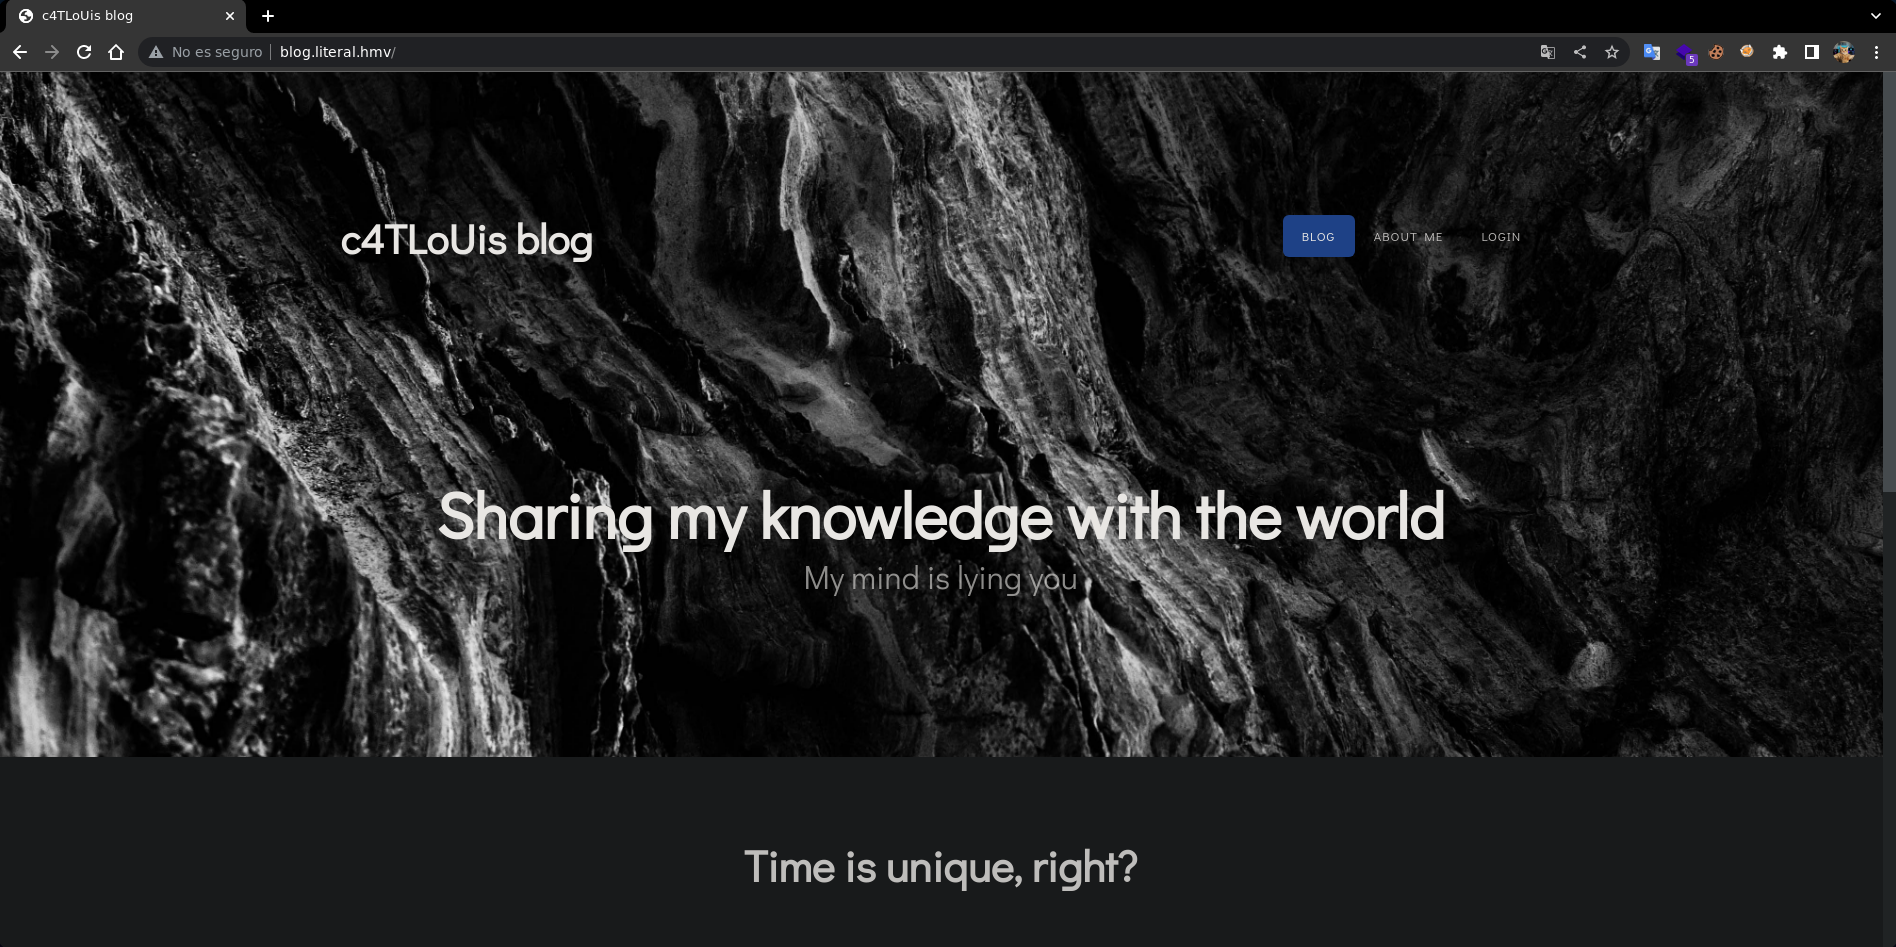 c4TLoUis blog
No es seguro | blog.literal.hmv/
5
c4TLoUis blog
BLOG ABOUT ME LOGIN
Sharing my knowledge with the world
My mind is lying you
Time is unique, right?